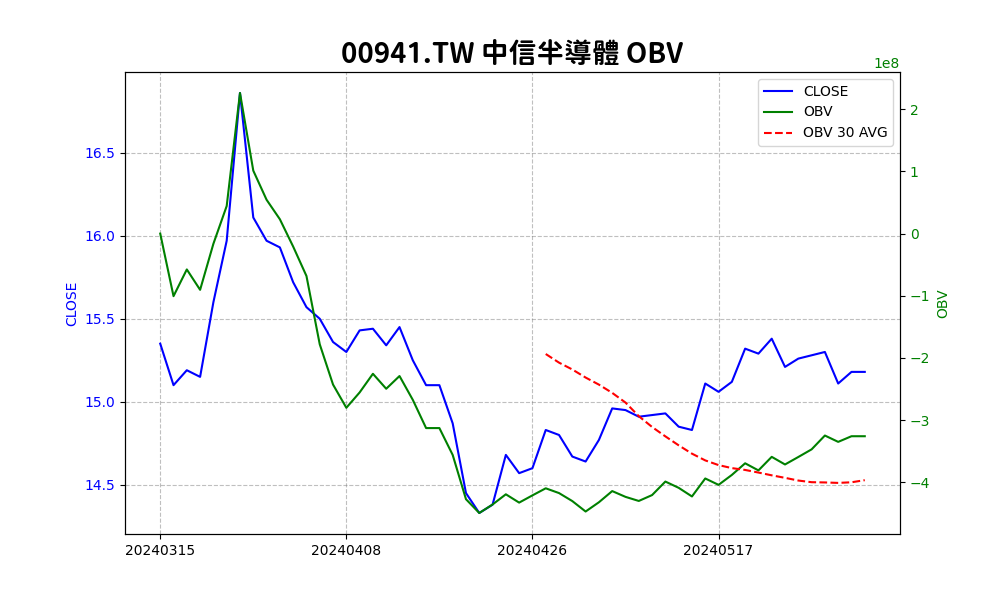 00941.TW 中信半導體 OBV
1e8
CLOSE
OBV
OBV 30 AVG
16.5
16.0
15.5
15.0
14.5
CLOSE
2
1
0
−1
−2
−3
−4
OBV
20240315
20240408
20240426
20240517